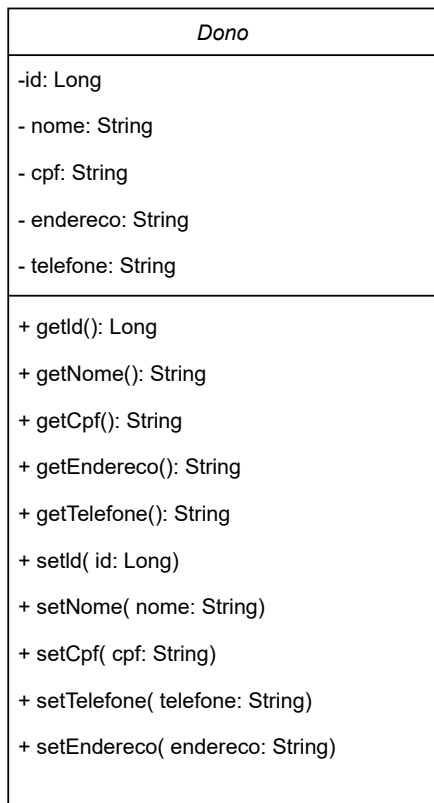 Dono
-id: Long
- nome: String
- cpf: String
- endereco: String
- telefone: String
+ getId(): Long
+ getNome(): String
+ getCpf(): String
+ getEndereco(): String
+ getTelefone(): String
+ setId( id: Long)
+ setNome( nome: String)
+ setCpf( cpf: String)
+ setTelefone( telefone: String)
+ setEndereco( endereco: String)